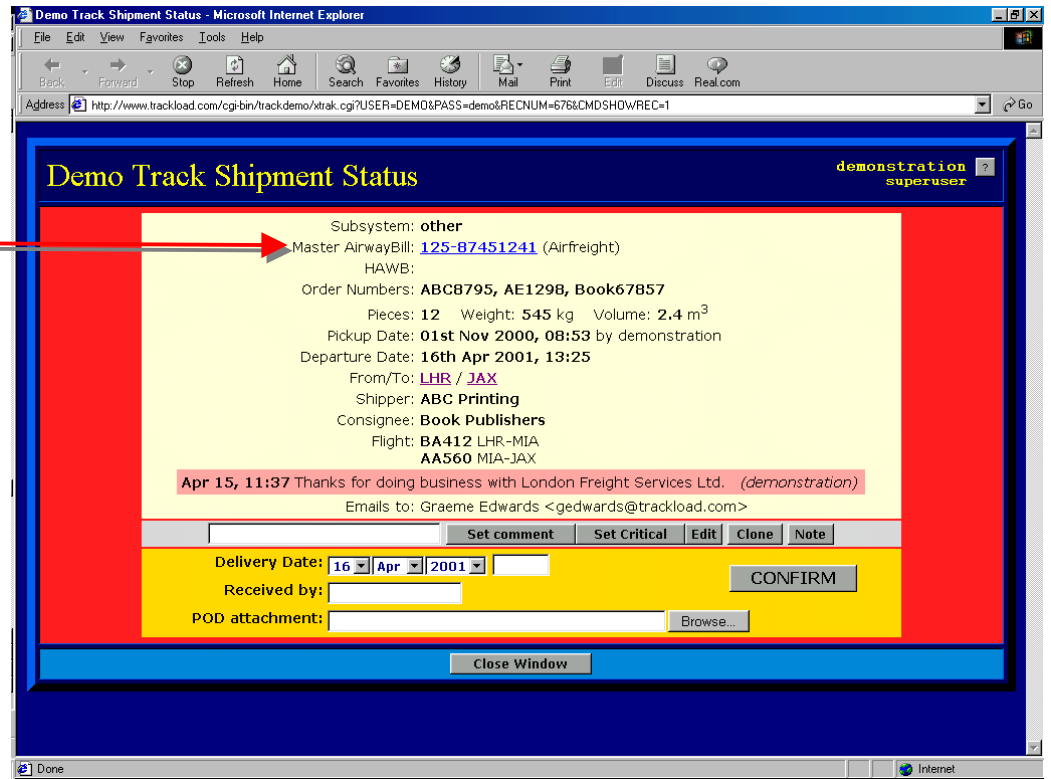 Demo Track Shipment Status - Microsoft Internet Explorer
File Edit View Favorites Tools Help
Back Forward Stop Refresh Home Search Favorites History Mail Print Edit Discuss Real.com
Address http://www.trackload.com/cgi-bin/trackdemo/xtrak.cgi?USER=DEMO&PASS=demo&RECNUM=676&CMDSHOWREC=1 Go
Demo Track Shipment Status
demonstration ?
superuser
Subsystem: other
Master AirwayBill: 125-87451241 (Airfreight)
HAWB:
Order Numbers: ABC8795, AE1298, Book67857
Pieces: 12 Weight: 545 kg Volume: 2.4 m³
Pickup Date: 01st Nov 2000, 08:53 by demonstration
Departure Date: 16th Apr 2001, 13:25
From/To: LHR / JAX
Shipper: ABC Printing
Consignee: Book Publishers
Flight: BA412 LHR-MIA
AA560 MIA-JAX
Apr 15, 11:37 Thanks for doing business with London Freight Services Ltd. (demonstration)
Emails to: Graeme Edwards <gedwards@trackload.com>
Set comment Set Critical Edit Clone Note
Delivery Date: 16 Apr 2001
CONFIRM
Received by:
POD attachment: Browse...
Close Window
Done Internet